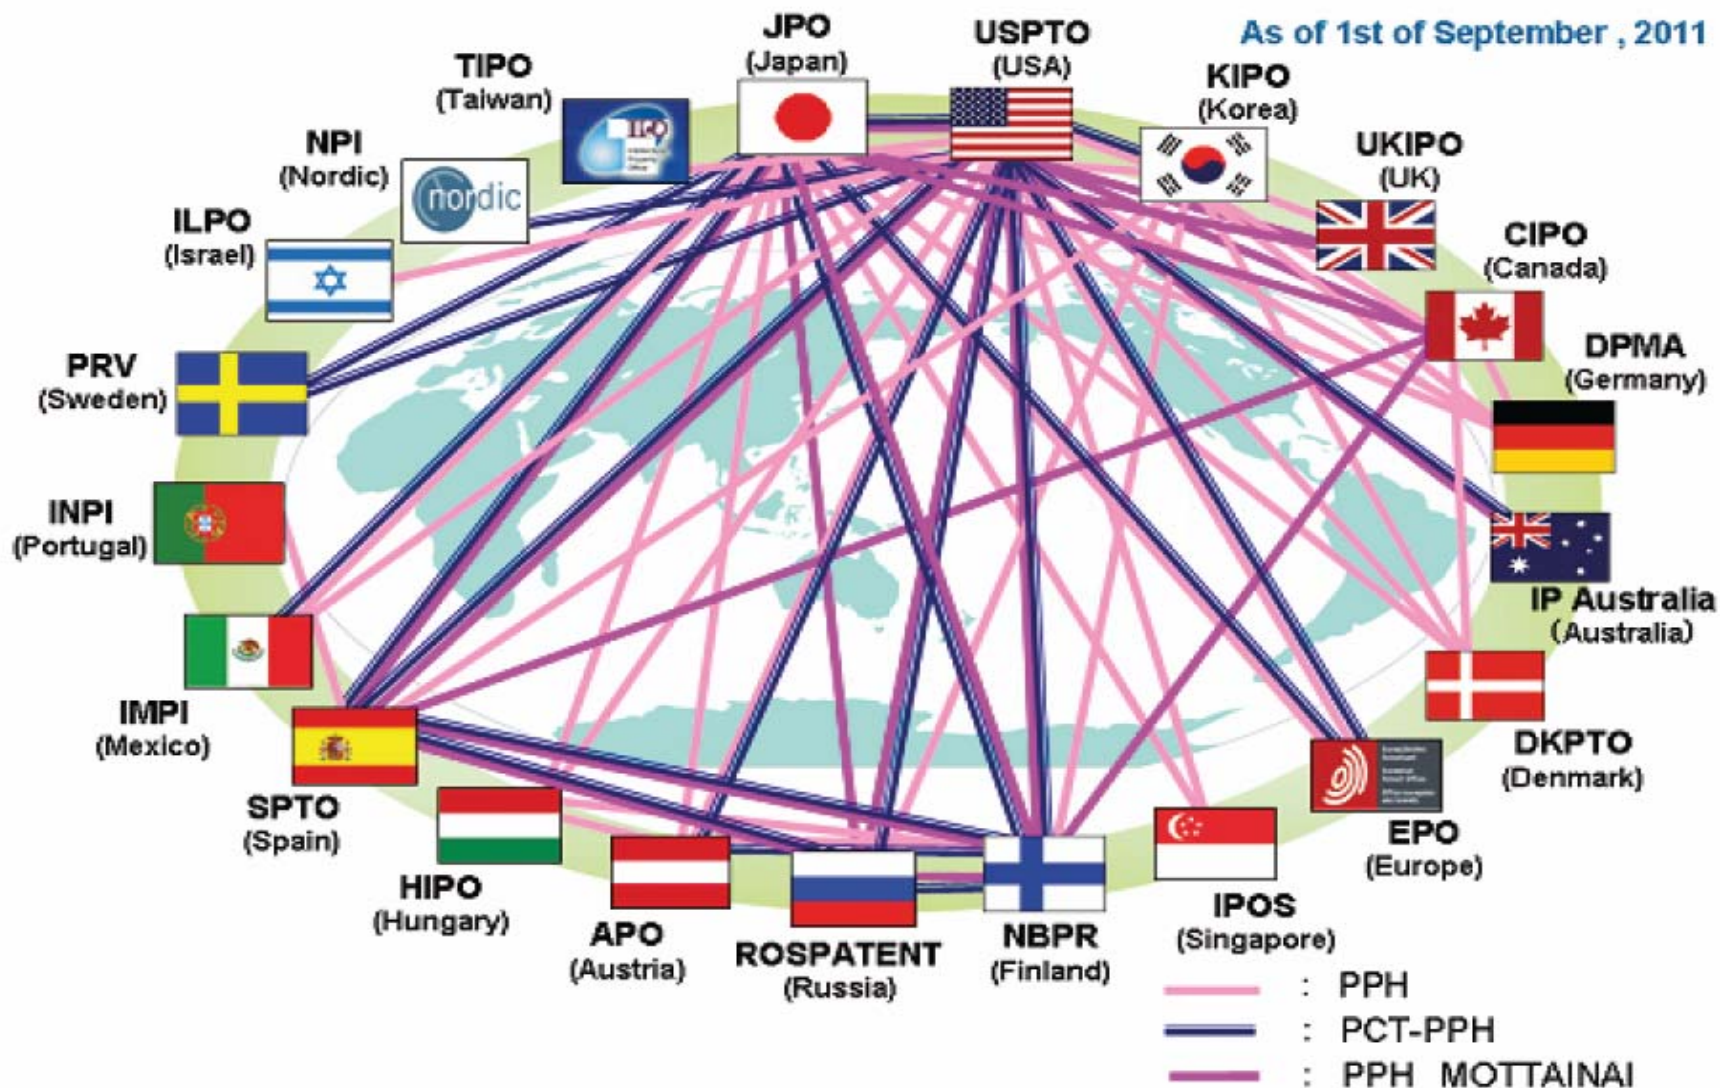 As of 1st of September , 2011
JPO
(Japan)
USPTO
(USA)
KIPO
(Korea)
UKIPO
(UK)
CIPO
(Canada)
DPMA
(Germany)
IP Australia
(Australia)
DKPTO
(Denmark)
EPO
(Europe)
IPOS
(Singapore)
NBPR
(Finland)
ROSPATENT
(Russia)
APO
(Austria)
HIPO
(Hungary)
SPTO
(Spain)
IMPI
(Mexico)
INPI
(Portugal)
PRV
(Sweden)
ILPO
(Israel)
NPI
(Nordic)
nordic
TIPO
(Taiwan)
: PPH
: PCT-PPH
: PPH MOTTAINAI